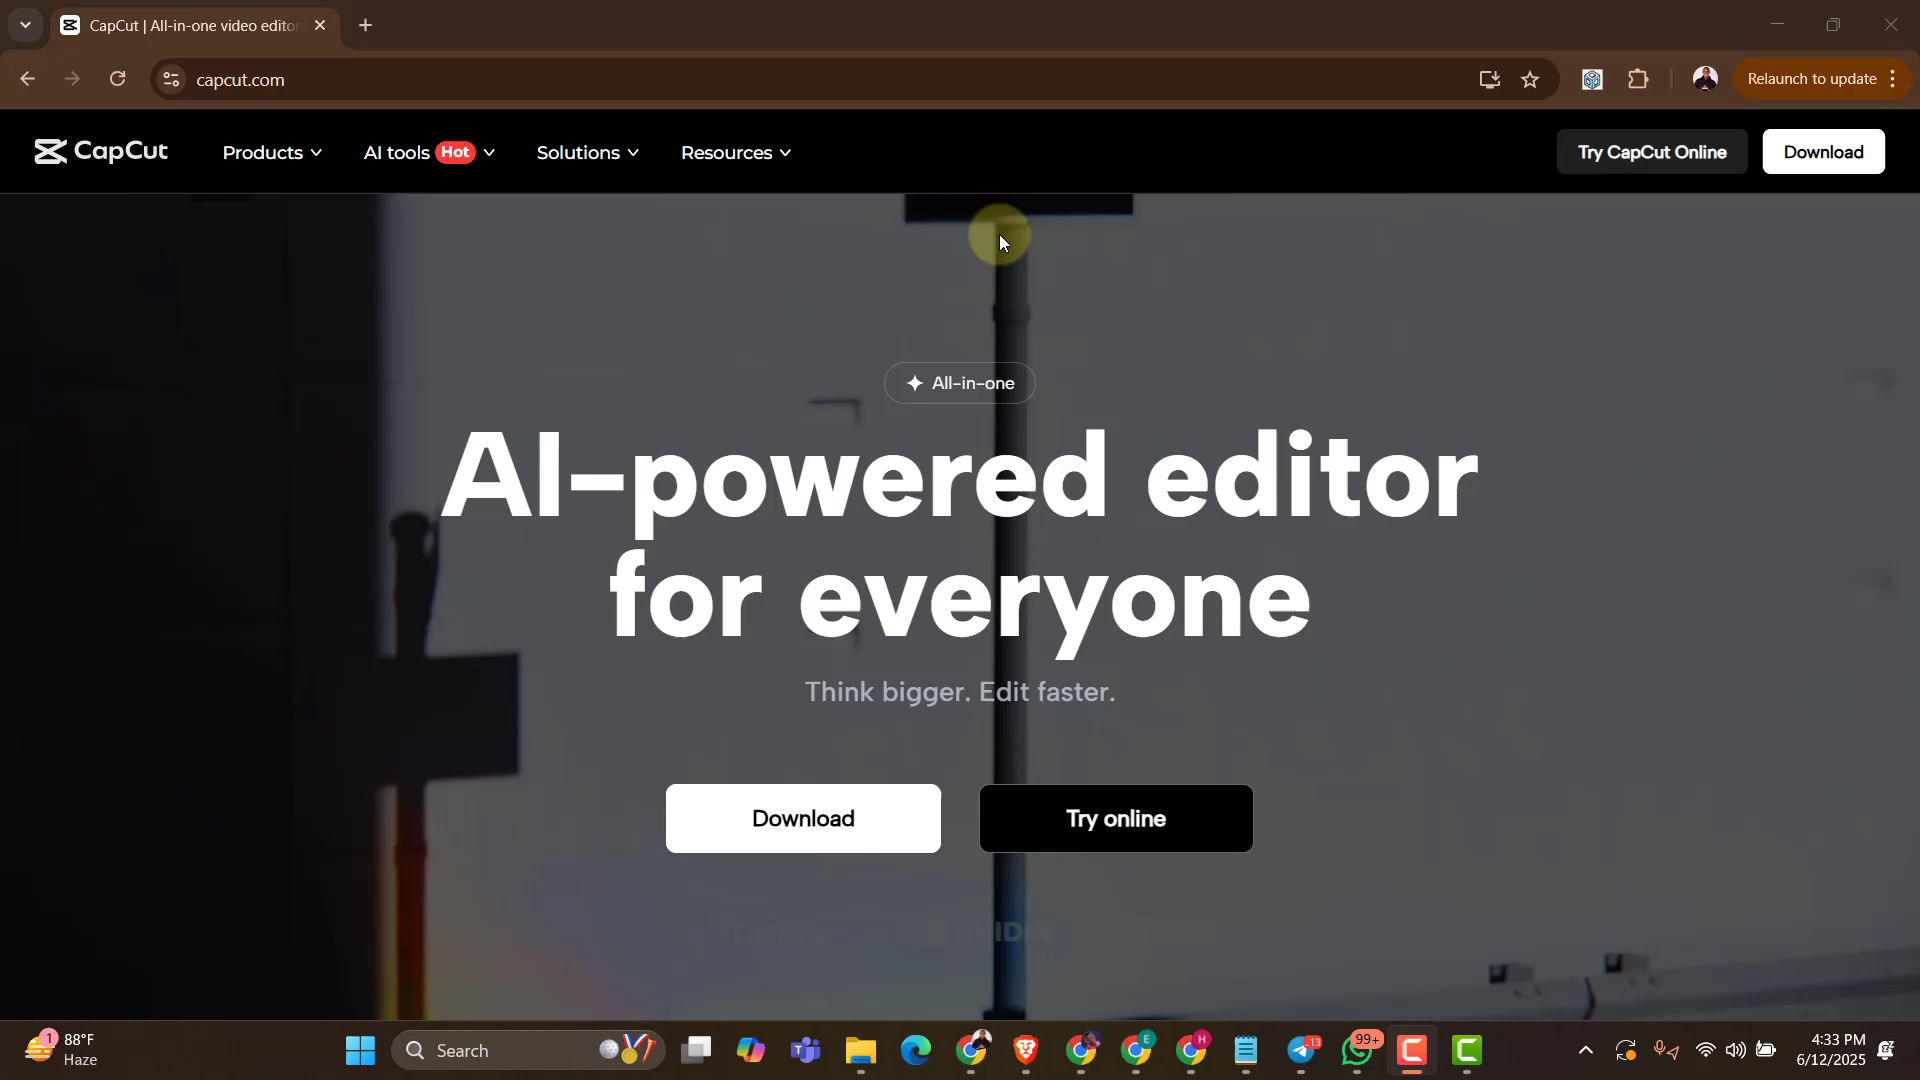 CapCut | All-in-one video editor
capcut.com
Relaunch to update
CapCut
Products
AI tools
Hot
Solutions
Resources
Try CapCut Online
Download
All-in-one
AI-powered editor
for everyone
Think bigger. Edit faster.
Download
Try online
1
88°F
Haze
Search
E
H
13
99+
4:33 PM
6/12/2025